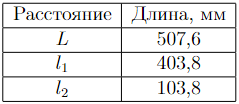 Расстояние Длина, мм
L 507,6
l₁ 403,8
l₂ 103,8